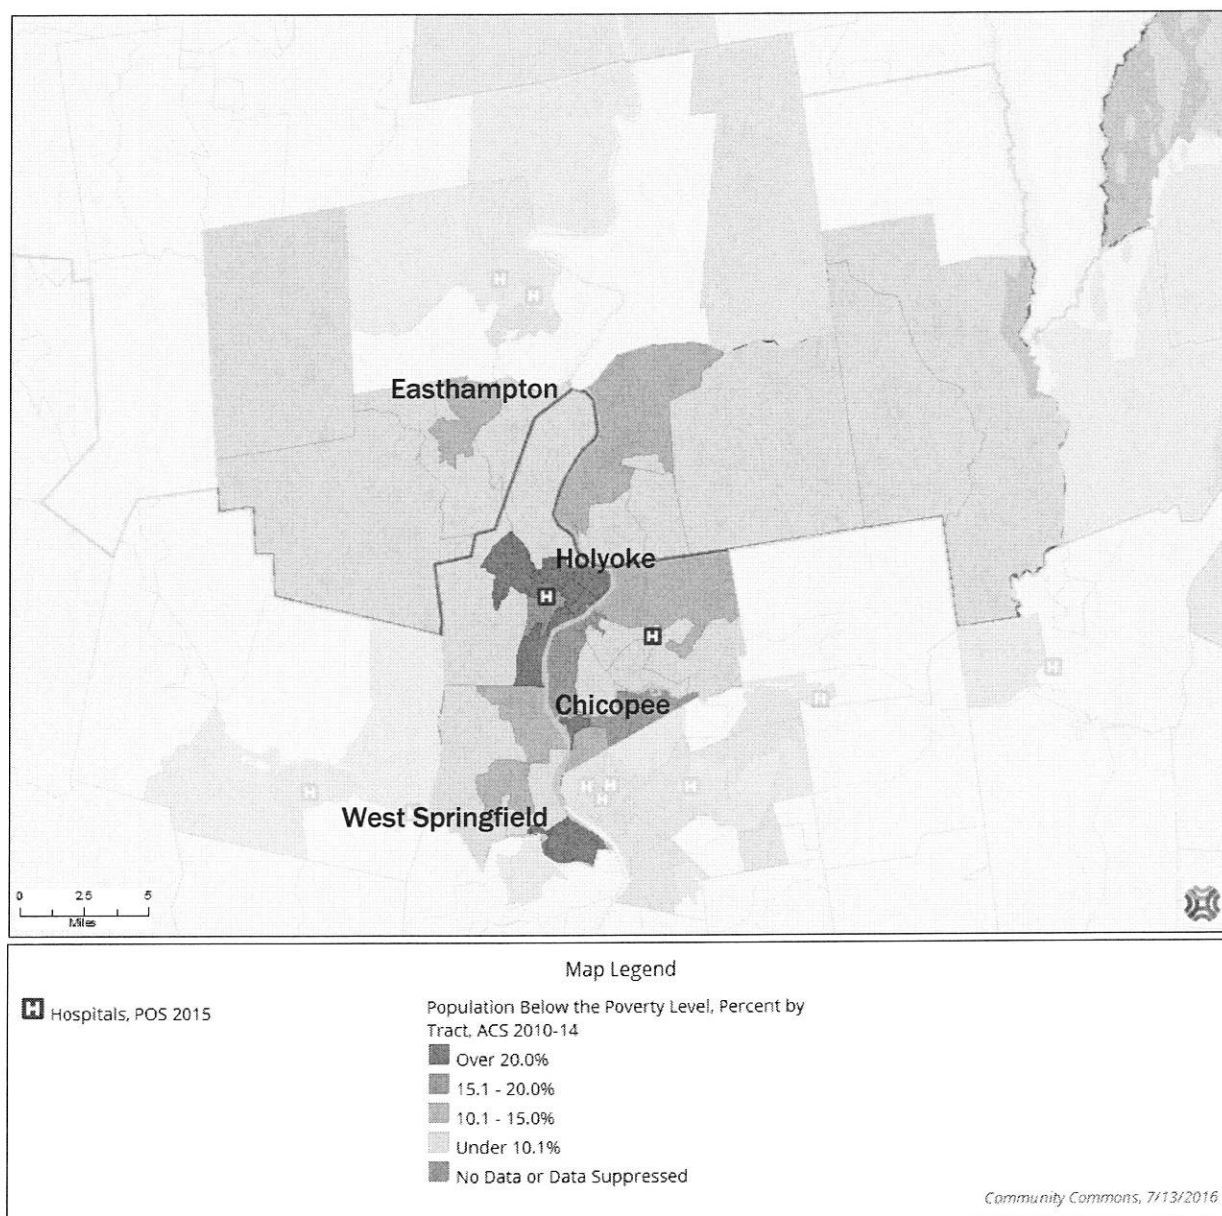 Easthampton
Holyoke
H
H
Chicopee
West Springfield
0 2.5 5
Miles
Map Legend
H Hospitals, POS 2015
Population Below the Poverty Level, Percent by
Tract, ACS 2010-14
Over 20.0%
15.1 - 20.0%
10.1 - 15.0%
Under 10.1%
No Data or Data Suppressed
Community Commons, 7/13/2016